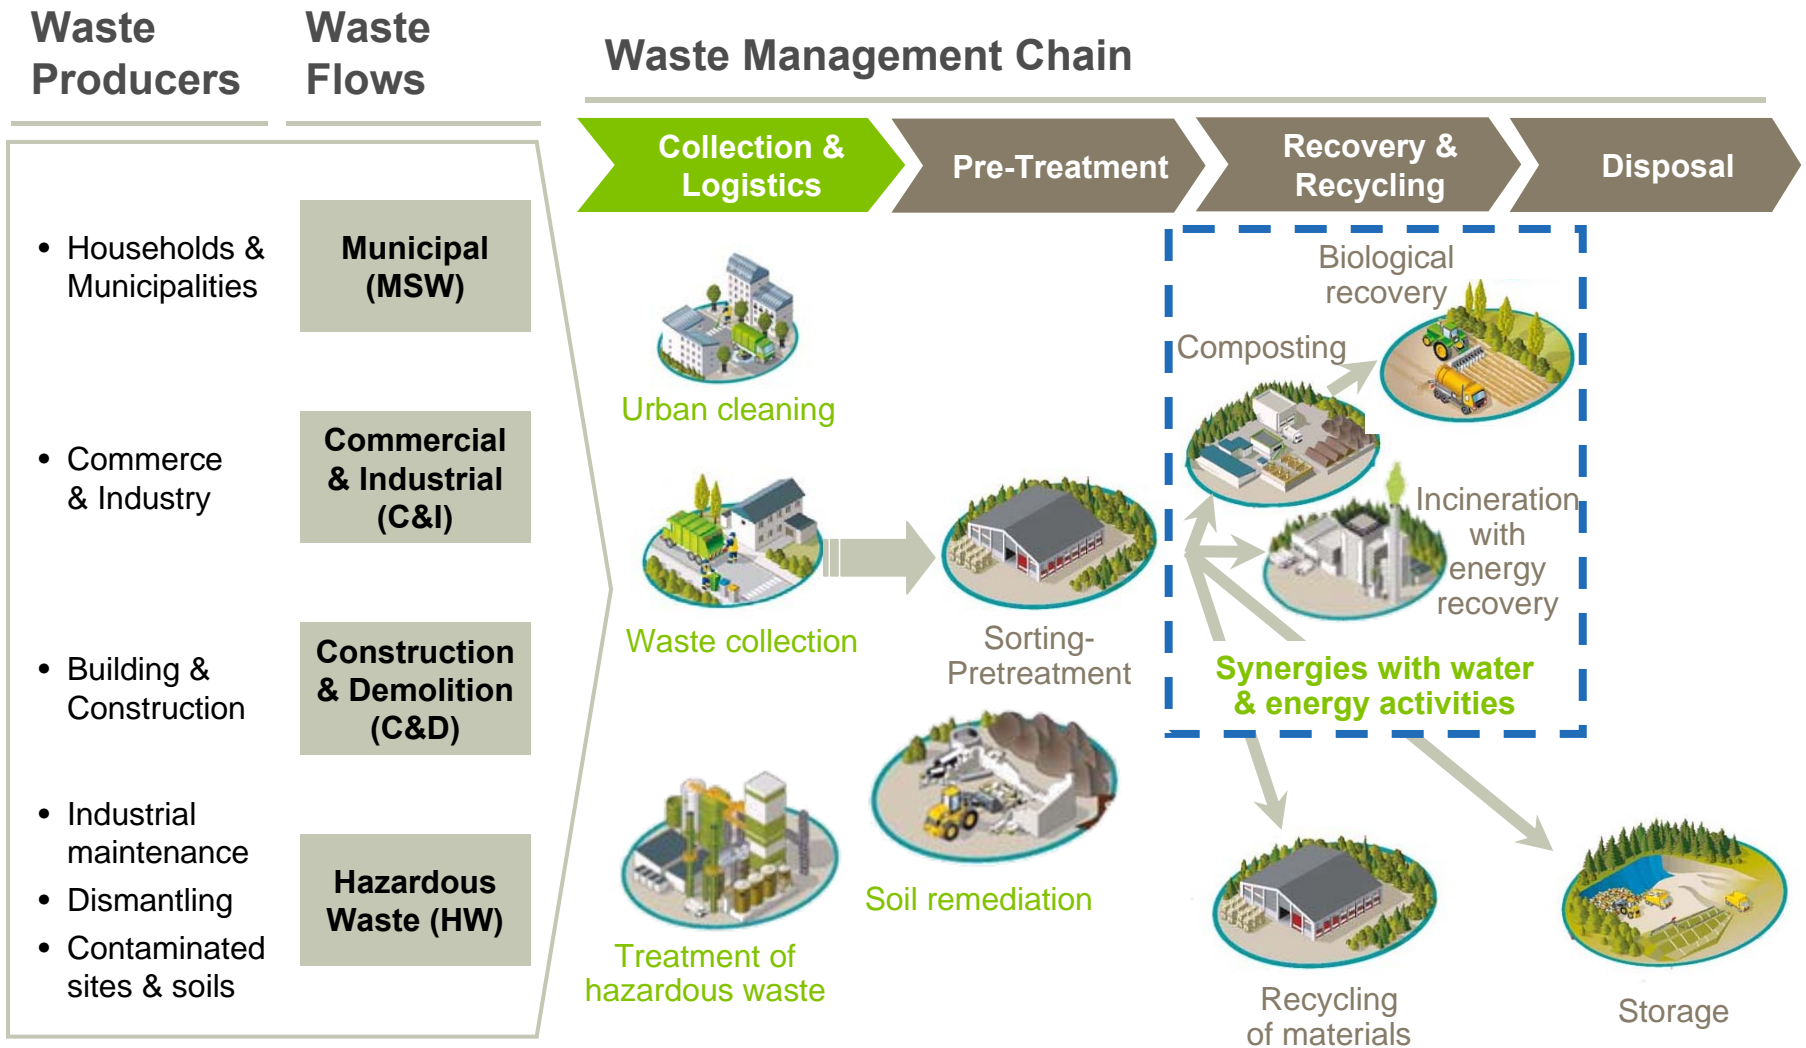 Waste
Producers
Waste
Flows
Waste Management Chain
Collection &
Logistics
Pre-Treatment
Recovery &
Recycling
Disposal
• Households &
Municipalities
Municipal
(MSW)
• Commerce
& Industry
Commercial
& Industrial
(C&I)
• Building &
Construction
Construction
& Demolition
(C&D)
• Industrial
maintenance
• Dismantling
• Contaminated
sites & soils
Hazardous
Waste (HW)
Urban cleaning
Waste collection
Treatment of
hazardous waste
Sorting-
Pretreatment
Soil remediation
Biological
recovery
Composting
Incineration
with
energy
recovery
Synergies with water
& energy activities
Recycling
of materials
Storage